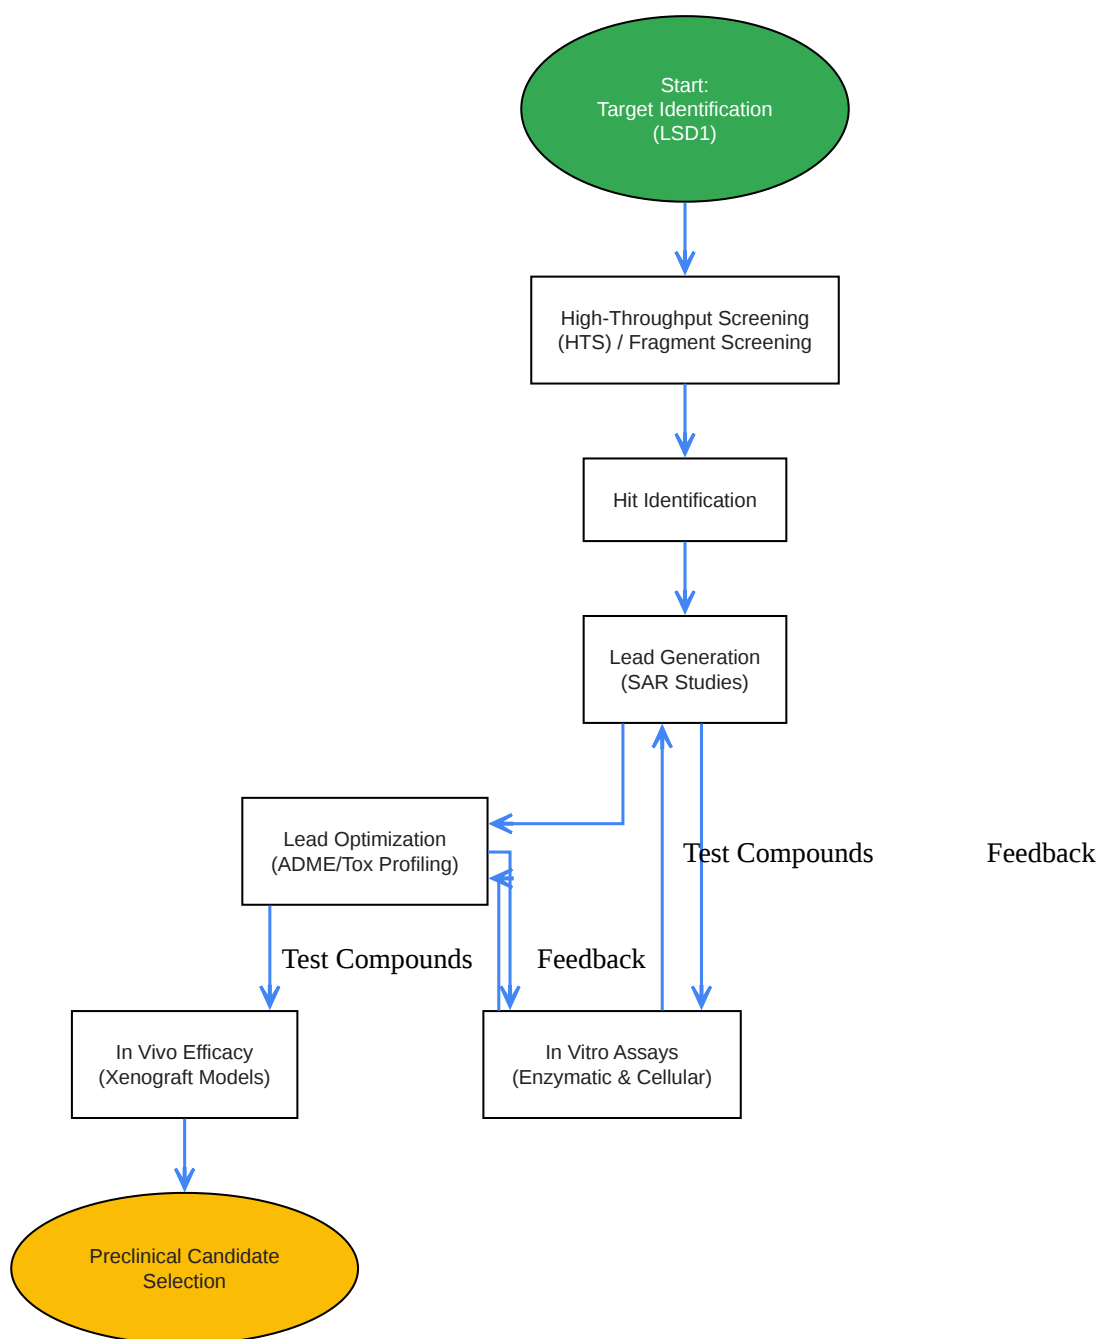 Start:
Target Identification
(LSD1)
High-Throughput Screening
(HTS) / Fragment Screening
Hit Identification
Lead Generation
(SAR Studies)
Lead Optimization
(ADME/Tox Profiling)
Test Compounds
Feedback
Test Compounds
Feedback
In Vivo Efficacy
(Xenograft Models)
In Vitro Assays
(Enzymatic & Cellular)
Preclinical Candidate
Selection